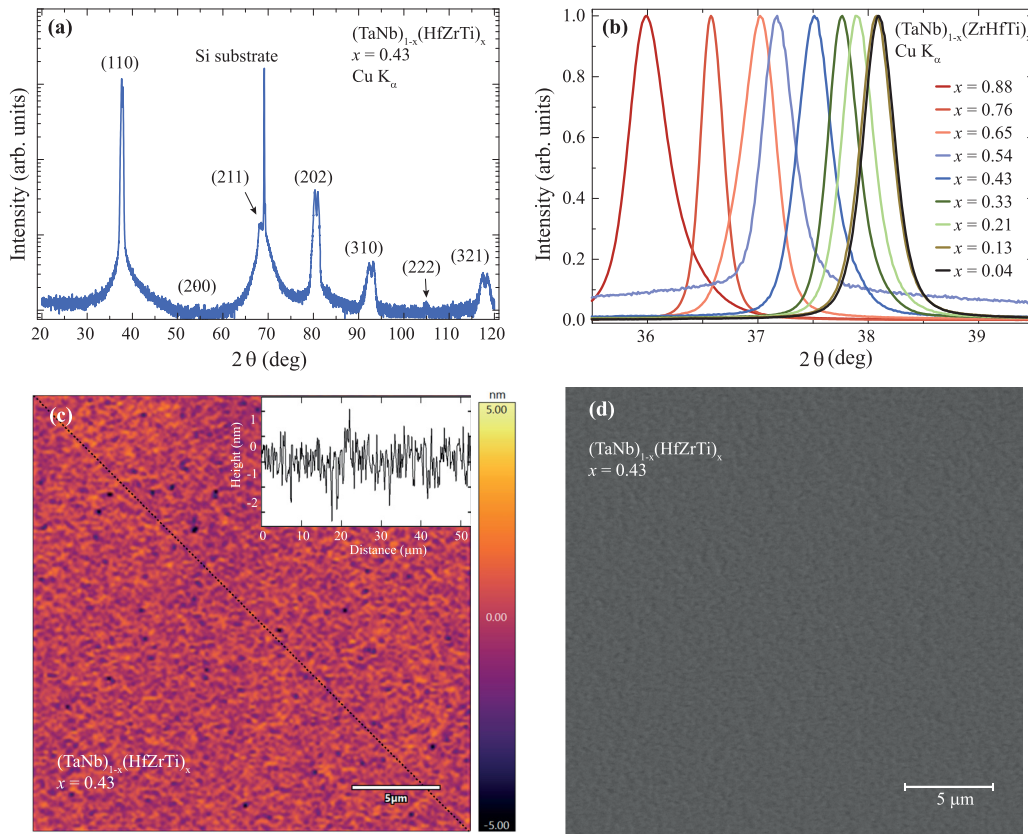 (a)
(TaNb)1-x(HfZrTi)x
x = 0.43
Cu Kα
Si substrate
(110)
(211)
(202)
(200)
(310)
(222)
(321)
Intensity (arb. units)
20 30 40 50 60 70 80 90 100 110 120
2 θ (deg)
(b)
(TaNb)1-x(ZrHfTi)x
Cu Kα
x = 0.88
x = 0.76
x = 0.65
x = 0.54
x = 0.43
x = 0.33
x = 0.21
x = 0.13
x = 0.04
1.0
0.8
0.6
0.4
0.2
0.0
Intensity (arb. units)
36 37 38 39
2 θ (deg)
(c)
Height (nm)
1
0
-1
-2
0 10 20 30 40 50
Distance (μm)
(TaNb)1-x(HfZrTi)x
x = 0.43
5μm
nm
5.00
0.00
-5.00
(d)
(TaNb)1-x(HfZrTi)x
x = 0.43
5 μm